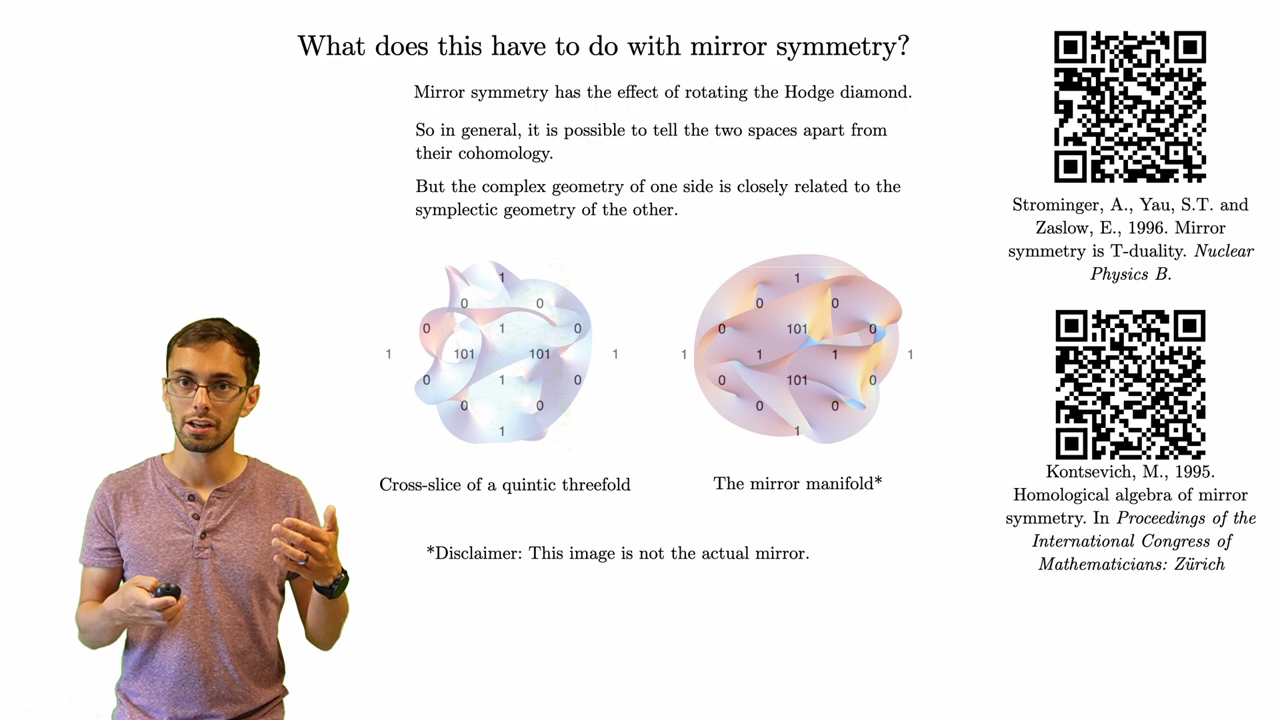 What does this have to do with mirror symmetry?
Mirror symmetry has the effect of rotating the Hodge diamond.
So in general, it is possible to tell the two spaces apart from
their cohomology.
But the complex geometry of one side is closely related to the
symplectic geometry of the other.
1
0 0
0 1 0
1 101 101 1
0 1 0
0 0
1
Cross-slice of a quintic threefold
1
0 0
0 101 0
1 1 1 1
0 101 0
0 0
1
The mirror manifold*
*Disclaimer: This image is not the actual mirror.
Strominger, A., Yau, S.T. and
Zaslow, E., 1996. Mirror
symmetry is T-duality. Nuclear
Physics B.
Kontsevich, M., 1995.
Homological algebra of mirror
symmetry. In Proceedings of the
International Congress of
Mathematicians: Zürich